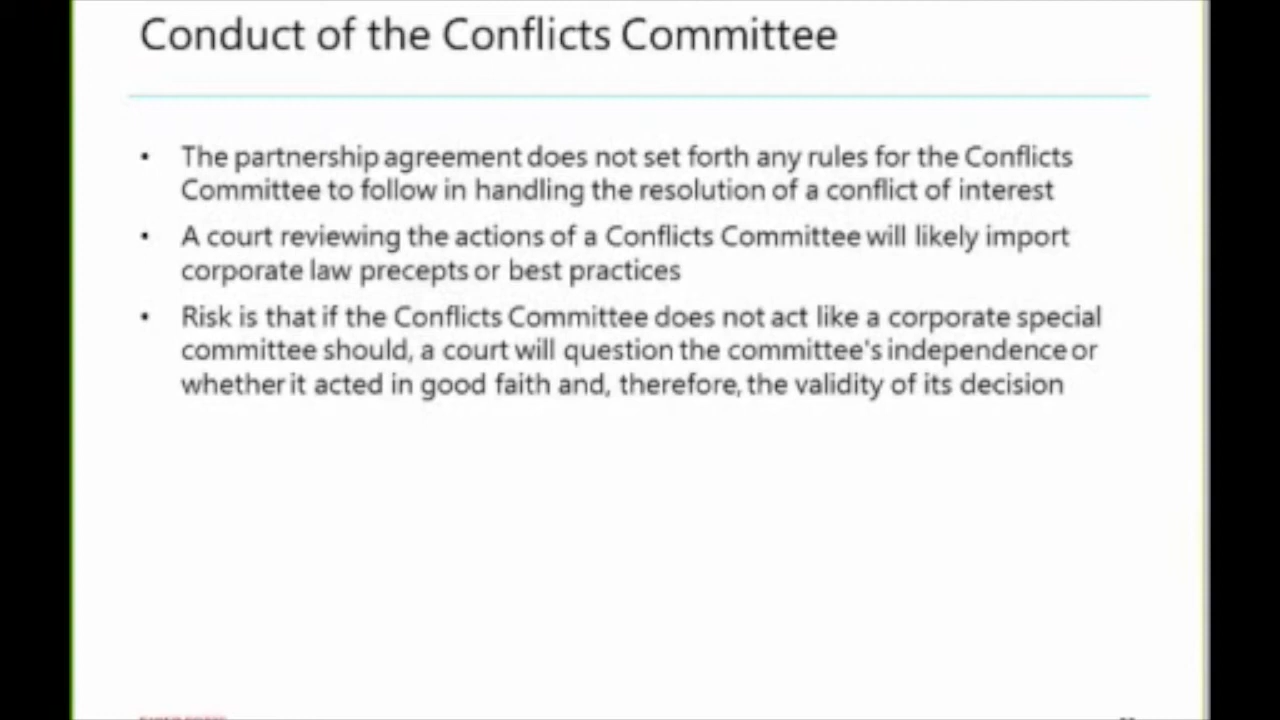 Conduct of the Conflicts Committee
• The partnership agreement does not set forth any rules for the Conflicts
Committee to follow in handling the resolution of a conflict of interest
• A court reviewing the actions of a Conflicts Committee will likely import
corporate law precepts or best practices
• Risk is that if the Conflicts Committee does not act like a corporate special
committee should, a court will question the committee's independence or
whether it acted in good faith and, therefore, the validity of its decision